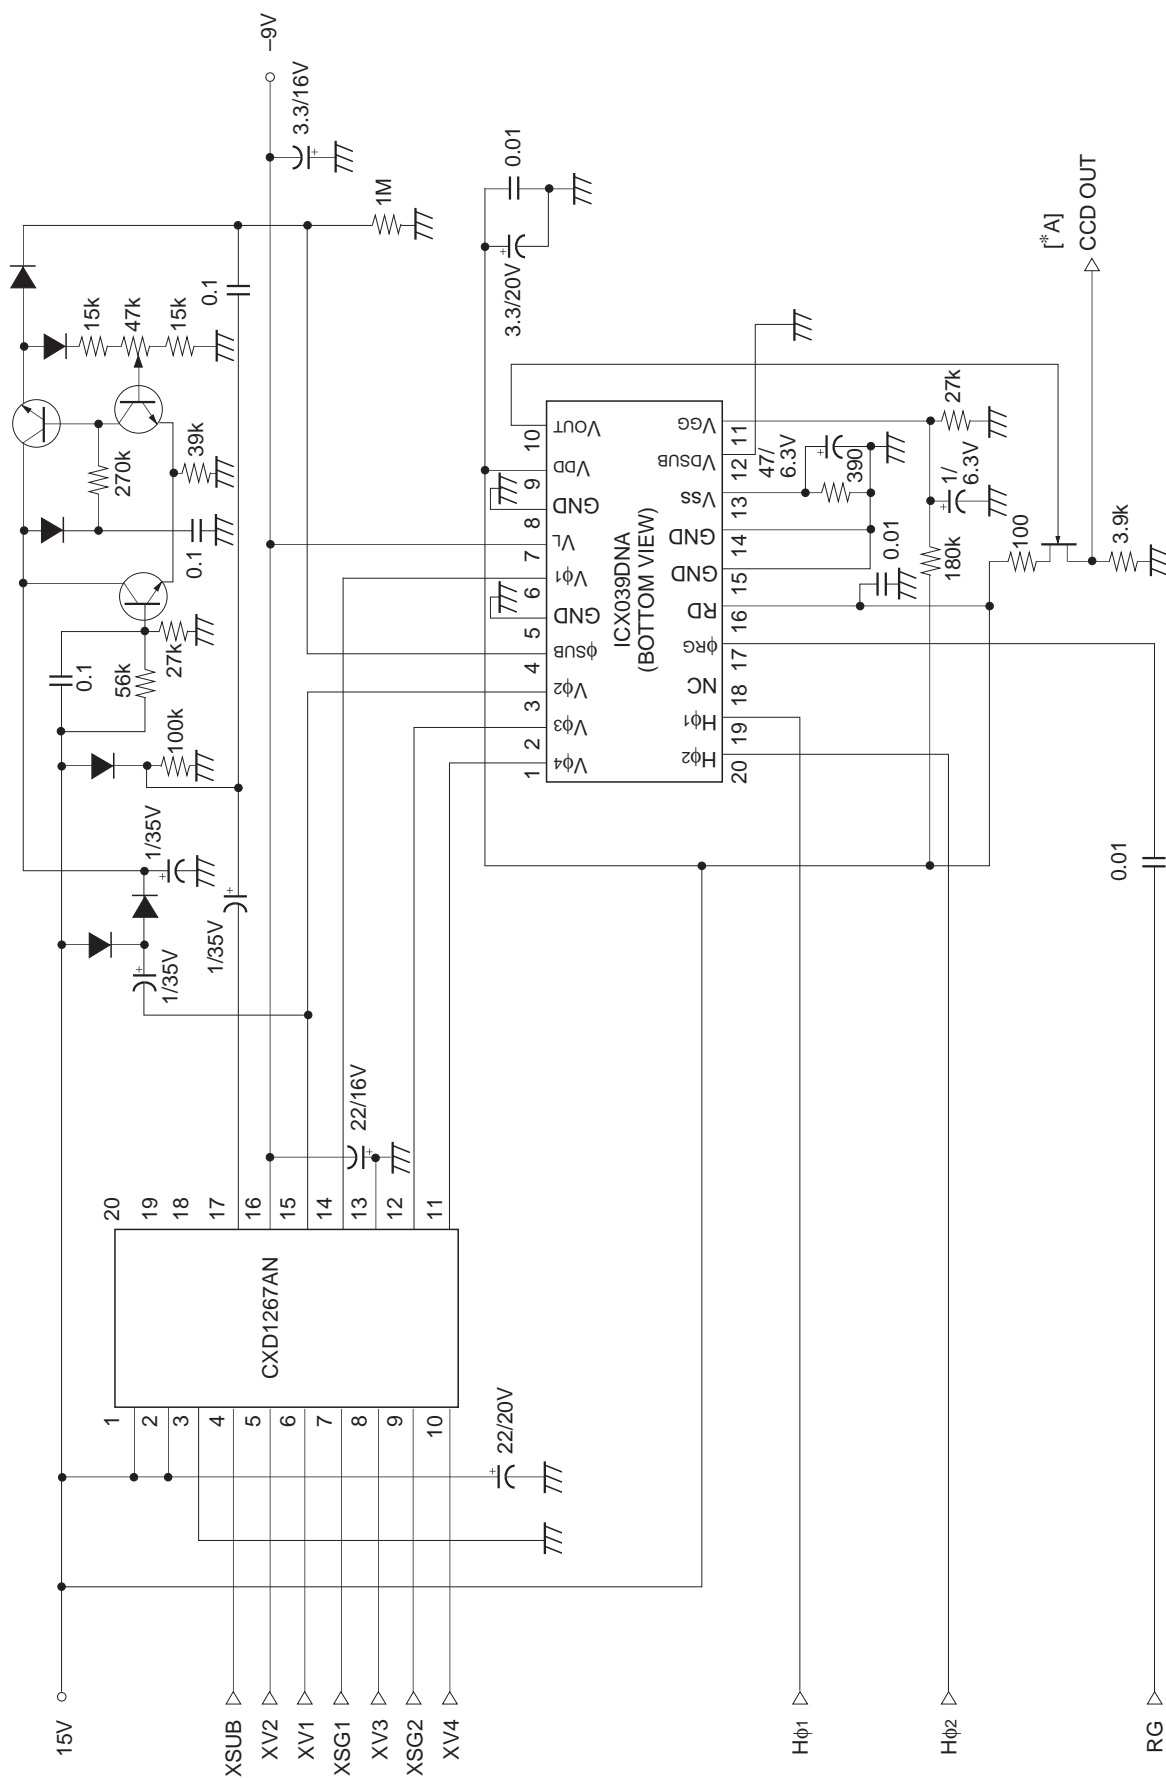 15V
XSUB
XV2
XV1
XSG1
XV3
XSG2
XV4
Hϕ1
Hϕ2
RG
1
2
3
4
5
6
7
8
9
10
CXD1267AN
20
19
18
17
16
15
14
13
12
11
22/20V
22/16V
1/35V
1/35V
1/35V
100k
56k
0.1
27k
0.1
270k
39k
15k
47k
15k
0.1
1M
3.3/16V
–9V
3.3/20V
0.01
ICX039DNA
(BOTTOM VIEW)
1
2
3
4
5
6
7
8
9
10
Vϕ4
Vϕ3
Vϕ2
ϕSUB
GND
Vϕ1
VL
GND
VDD
VOUT
Hϕ2
Hϕ1
NC
ϕRG
RD
GND
GND
VSS
VDSUB
VGG
20
19
18
17
16
15
14
13
12
11
47/
6.3V
390
0.01
180k
1/
6.3V
27k
100
3.9k
0.01
[*A]
CCD OUT